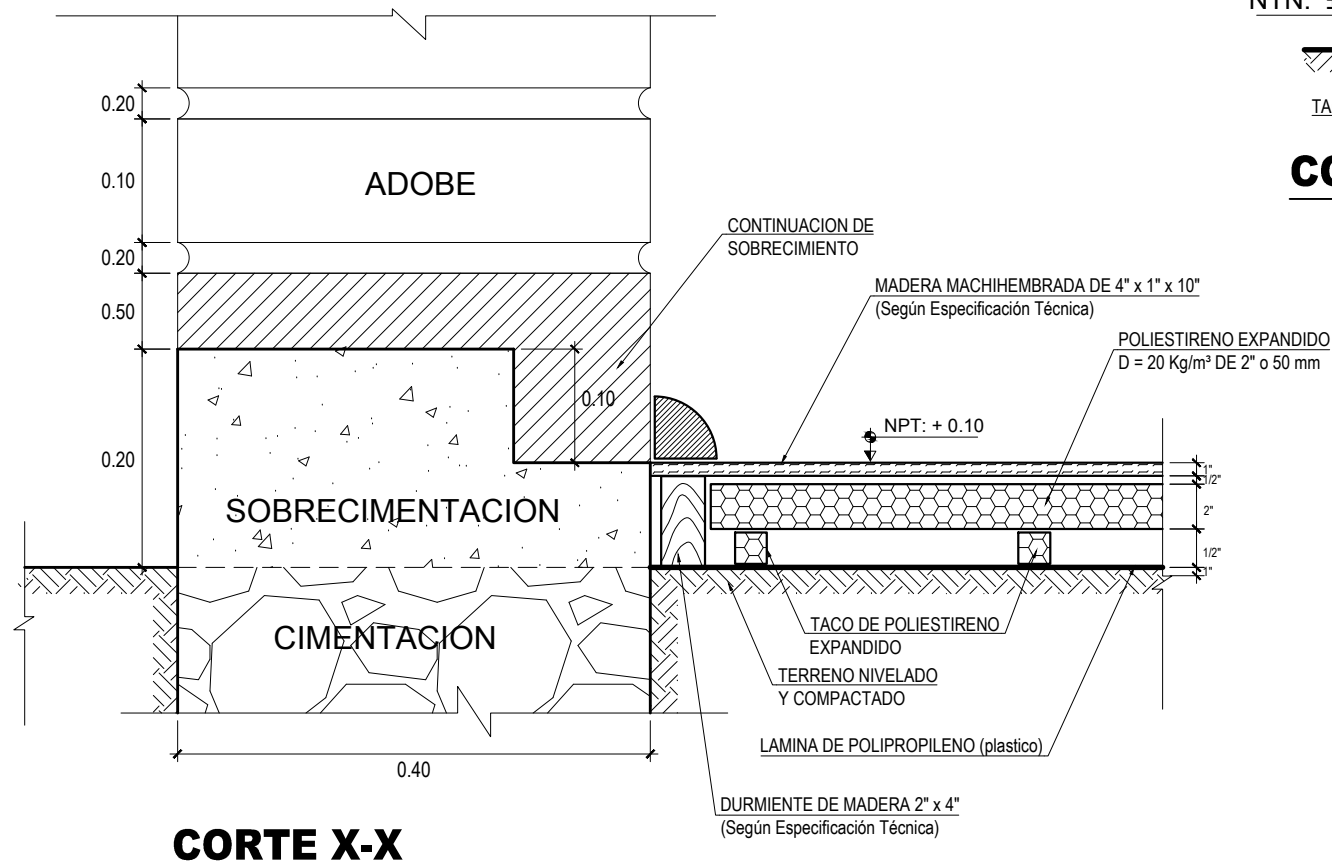 NTN:
TA
CO
0.20
0.10
0.20
0.50
0.20
ADOBE
CONTINUACION DE
SOBRECIMIENTO
MADERA MACHIHEMBRADA DE 4" x 1" x 10"
(Según Especificación Técnica)
POLIESTIRENO EXPANDIDO
D = 20 Kg/m³ DE 2" o 50 mm
0.10
NPT: + 0.10
1"
1/2"
2"
1/2"
1"
SOBRECIMENTACION
CIMENTACION
TACO DE POLIESTIRENO
EXPANDIDO
TERRENO NIVELADO
Y COMPACTADO
LAMINA DE POLIPROPILENO (plastico)
DURMIENTE DE MADERA 2" x 4"
(Según Especificación Técnica)
0.40
CORTE X-X